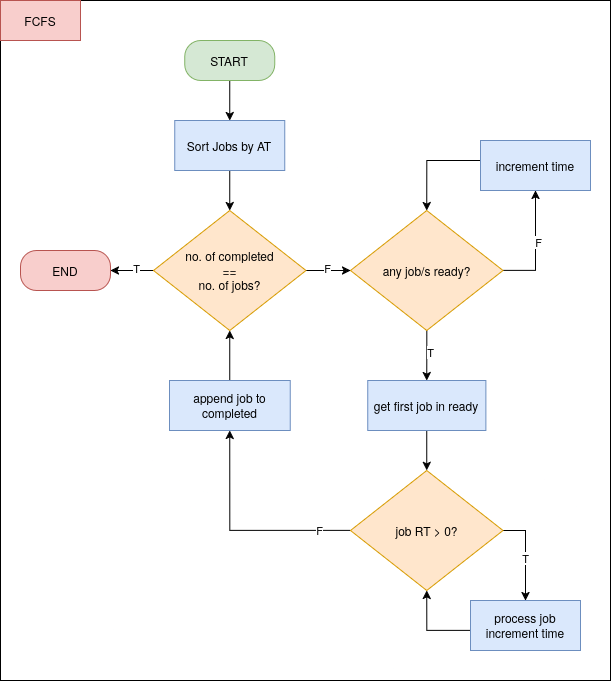 FCFS
START
Sort Jobs by AT
increment time
no. of completed
==
no. of jobs?
any job/s ready?
END
T
F
F
T
append job to
completed
get first job in ready
job RT > 0?
F
T
process job
increment time